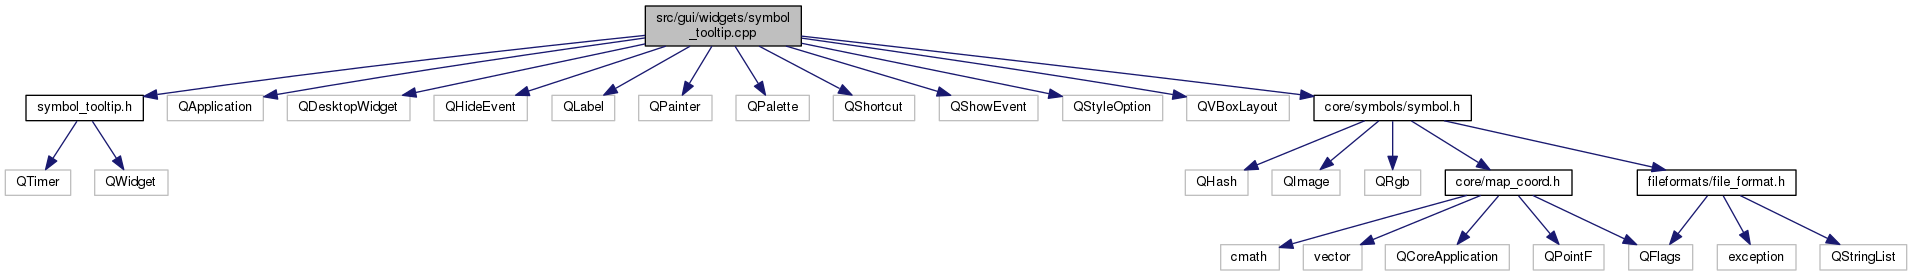 src/gui/widgets/symbol
_tooltip.cpp
symbol_tooltip.h
QApplication
QDesktopWidget
QHideEvent
QLabel
QPainter
QPalette
QShortcut
QShowEvent
QStyleOption
QVBoxLayout
core/symbols/symbol.h
QTimer
QWidget
QHash
QImage
QRgb
core/map_coord.h
fileformats/file_format.h
cmath
vector
QCoreApplication
QPointF
QFlags
exception
QStringList